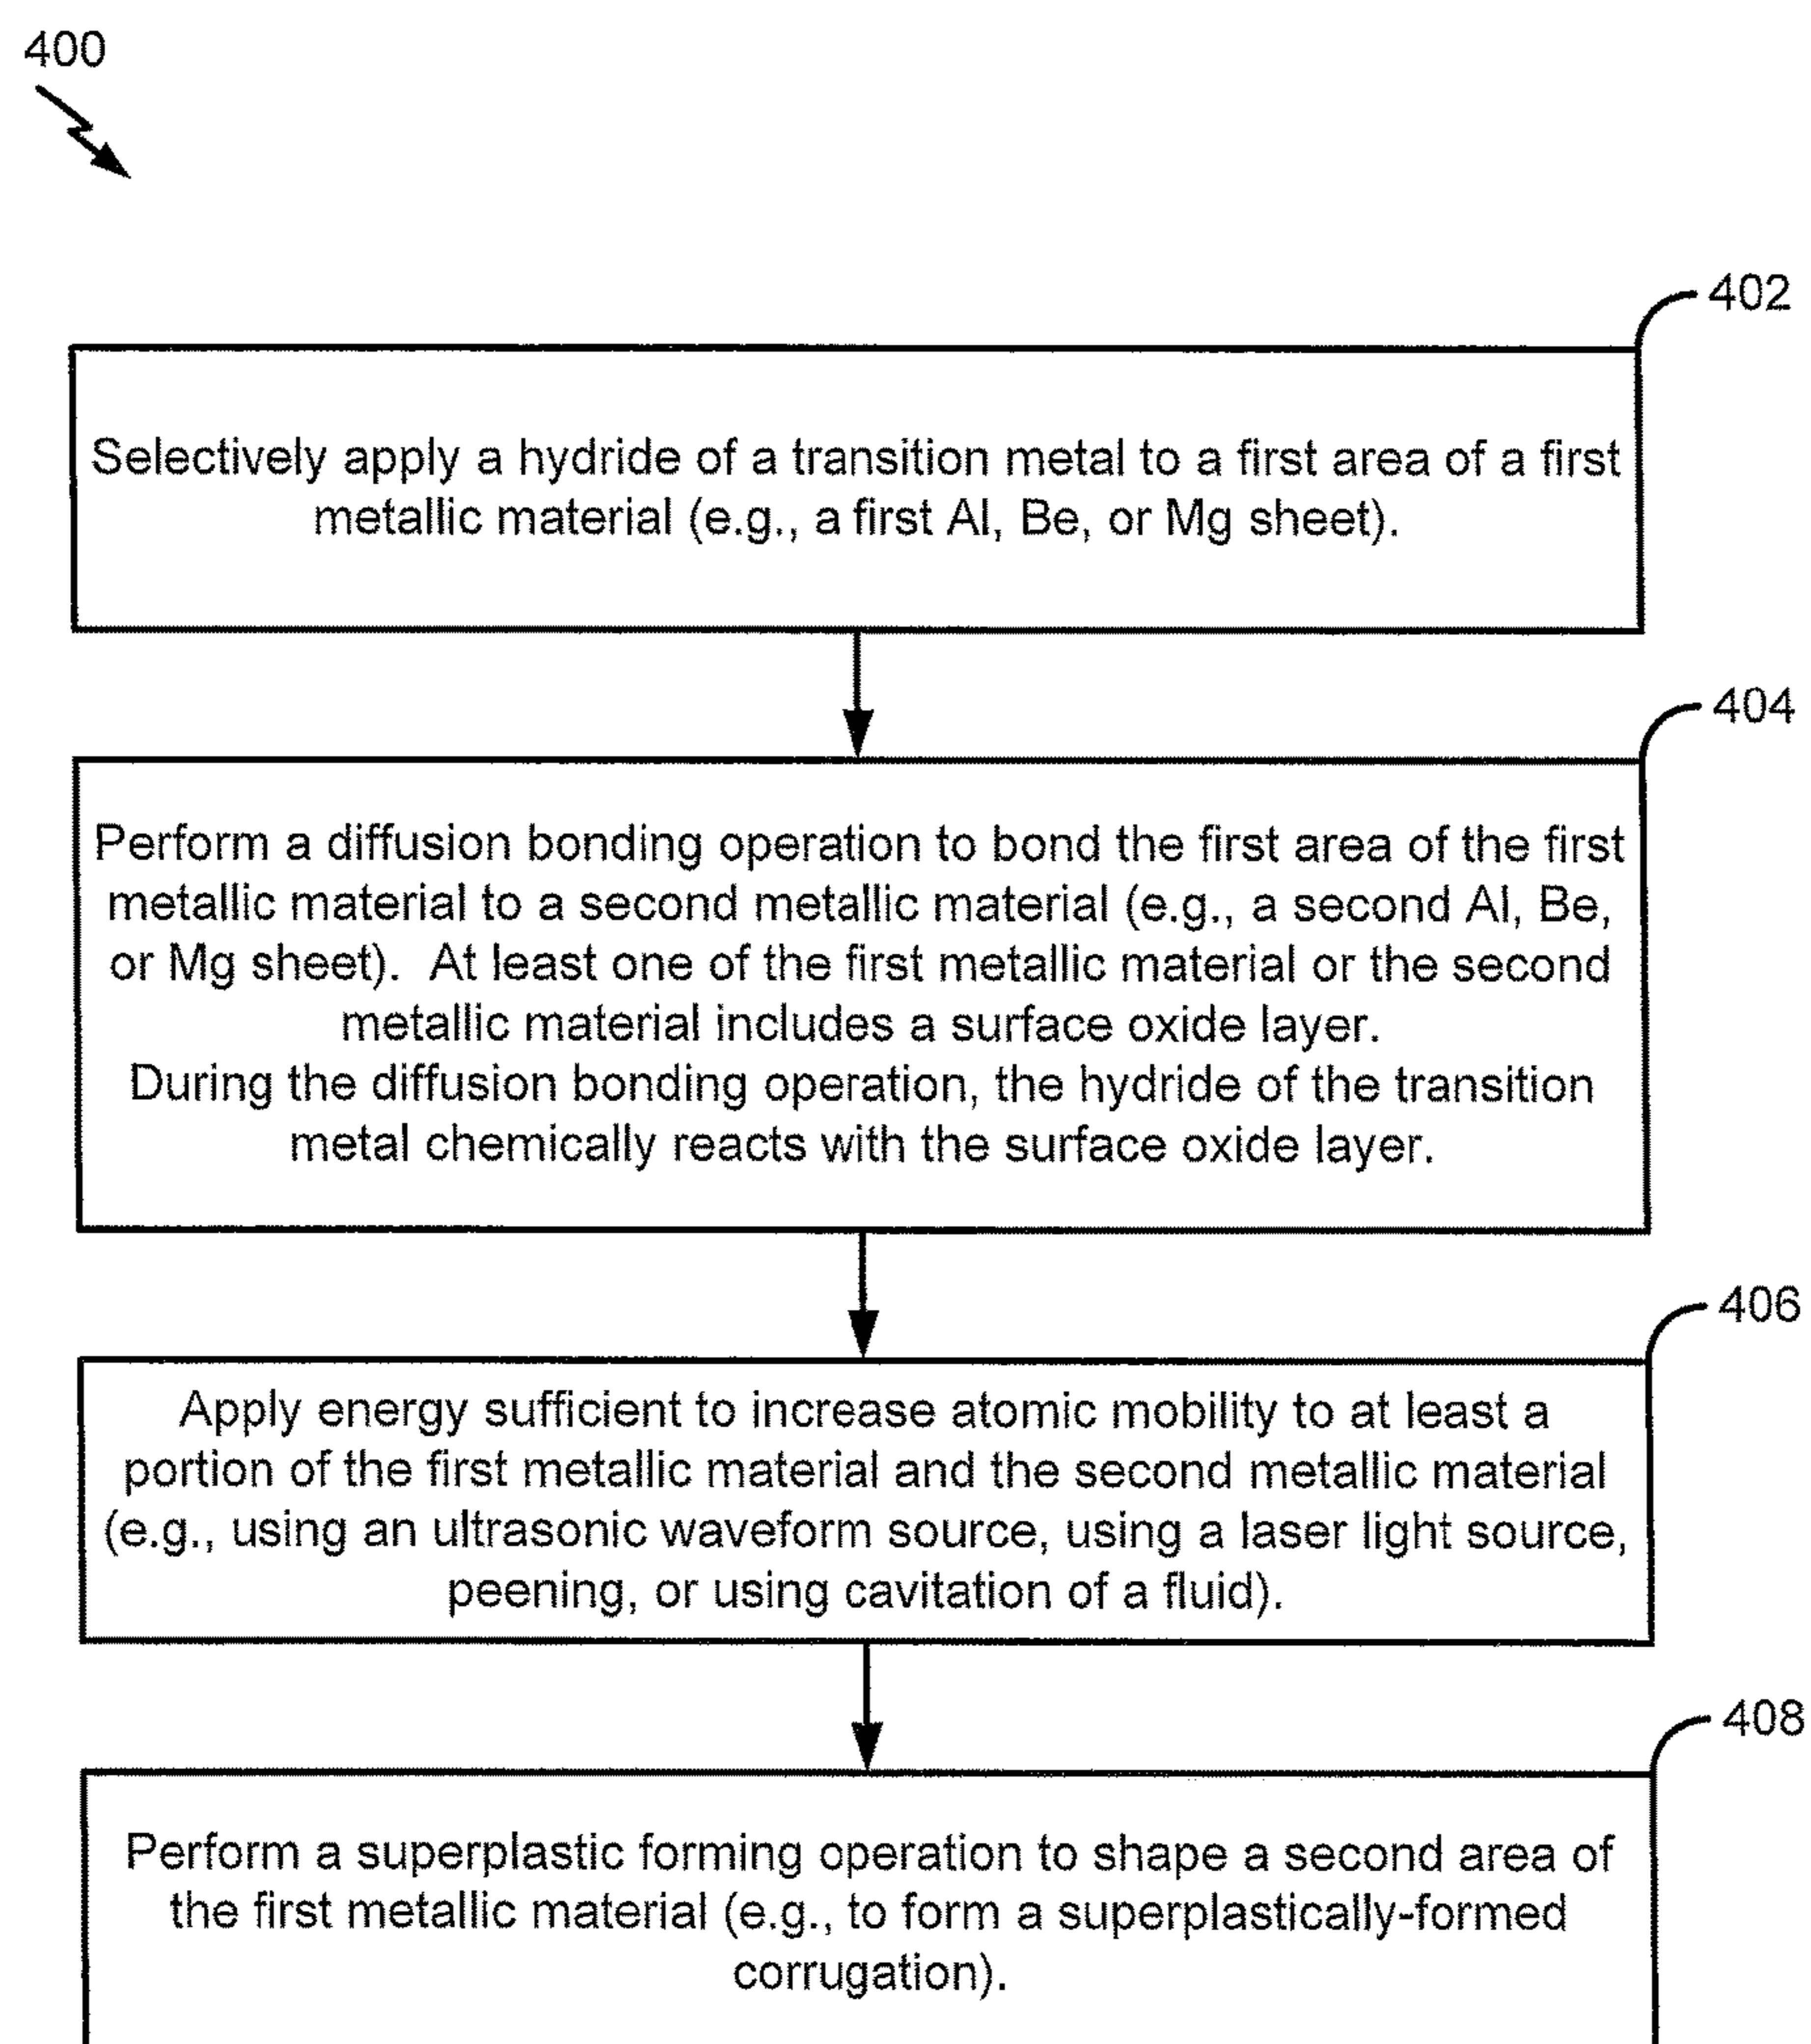 400
402
Selectively apply a hydride of a transition metal to a first area of a first
metallic material (e.g., a first Al, Be, or Mg sheet).
404
Perform a diffusion bonding operation to bond the first area of the first
metallic material to a second metallic material (e.g., a second Al, Be,
or Mg sheet).  At least one of the first metallic material or the second
metallic material includes a surface oxide layer.
During the diffusion bonding operation, the hydride of the transition
metal chemically reacts with the surface oxide layer.
406
Apply energy sufficient to increase atomic mobility to at least a
portion of the first metallic material and the second metallic material
(e.g., using an ultrasonic waveform source, using a laser light source,
peening, or using cavitation of a fluid).
408
Perform a superplastic forming operation to shape a second area of
the first metallic material (e.g., to form a superplastically-formed
corrugation).